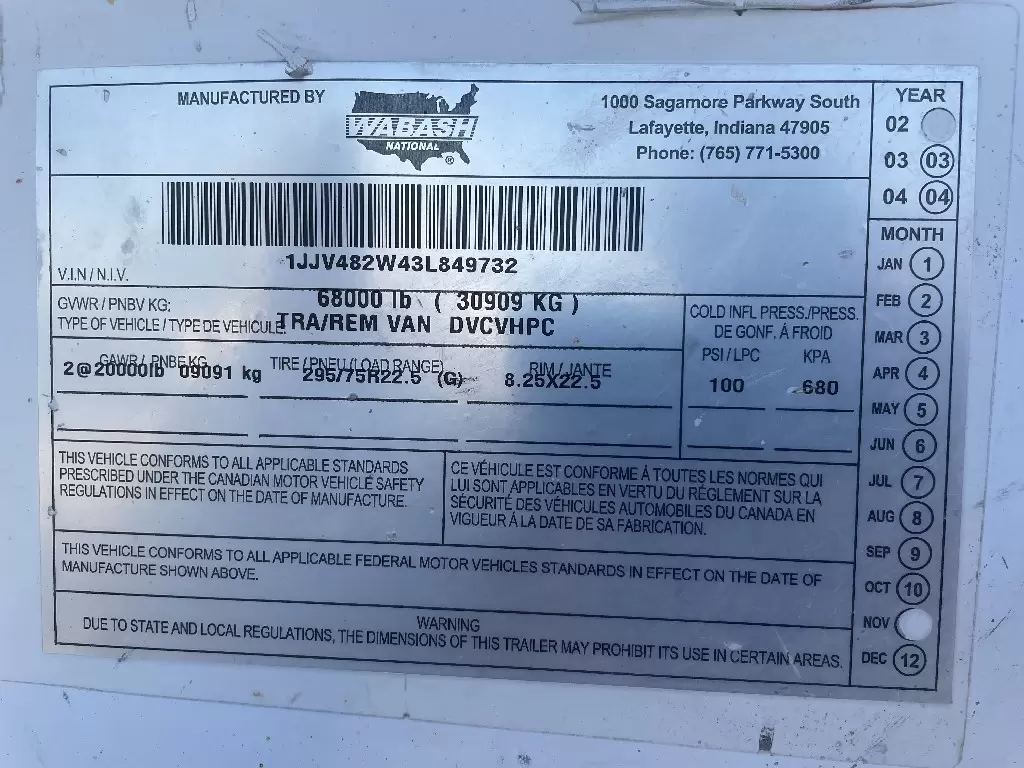 MANUFACTURED BY
WABASH
NATIONAL
®
1000 Sagamore Parkway South
Lafayette, Indiana 47905
Phone: (765) 771-5300
1JJV482W43L849732
V.I.N / N.I.V.
GVWR / PNBV KG: 68000 lb ( 30909 KG )
TYPE OF VEHICLE / TYPE DE VEHICULE TRA/REM VAN DVCVHPC
GAWR / PNBE KG TIRE / PNEU (LOAD RANGE) RIM / JANTE
2@20000lb 09091 kg 295/75R22.5 (G) 8.25X22.5
COLD INFL PRESS./PRESS.
DE GONF. À FROID
PSI / LPC KPA
100 680
THIS VEHICLE CONFORMS TO ALL APPLICABLE STANDARDS
PRESCRIBED UNDER THE CANADIAN MOTOR VEHICLE SAFETY
REGULATIONS IN EFFECT ON THE DATE OF MANUFACTURE.
CE VÉHICULE EST CONFORME À TOUTES LES NORMES QUI
LUI SONT APPLICABLES EN VERTU DU RÈGLEMENT SUR LA
SÉCURITÉ DES VÉHICULES AUTOMOBILES DU CANADA EN
VIGUEUR À LA DATE DE SA FABRICATION.
THIS VEHICLE CONFORMS TO ALL APPLICABLE FEDERAL MOTOR VEHICLES STANDARDS IN EFFECT ON THE DATE OF
MANUFACTURE SHOWN ABOVE.
WARNING
DUE TO STATE AND LOCAL REGULATIONS, THE DIMENSIONS OF THIS TRAILER MAY PROHIBIT ITS USE IN CERTAIN AREAS.
YEAR
02
03 03
04 04
MONTH
JAN 1
FEB 2
MAR 3
APR 4
MAY 5
JUN 6
JUL 7
AUG 8
SEP 9
OCT 10
NOV
DEC 12